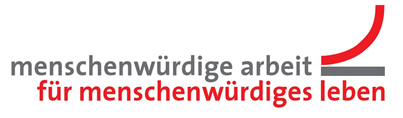 menschenwürdige arbeit
für menschenwürdiges leben